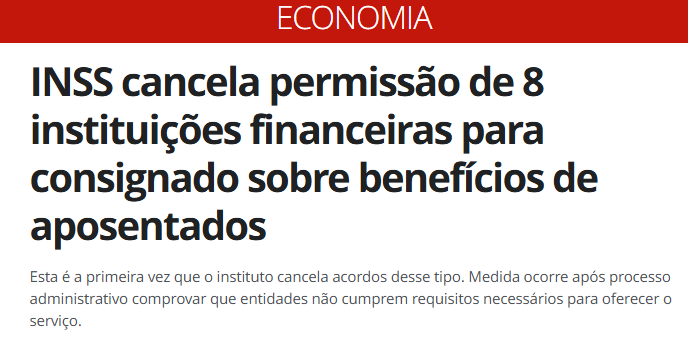 ECONOMIA
INSS cancela permissão de 8
instituições financeiras para
consignado sobre benefícios de
aposentados
Esta é a primeira vez que o instituto cancela acordos desse tipo. Medida ocorre após processo
administrativo comprovar que entidades não cumprem requisitos necessários para oferecer o
serviço.